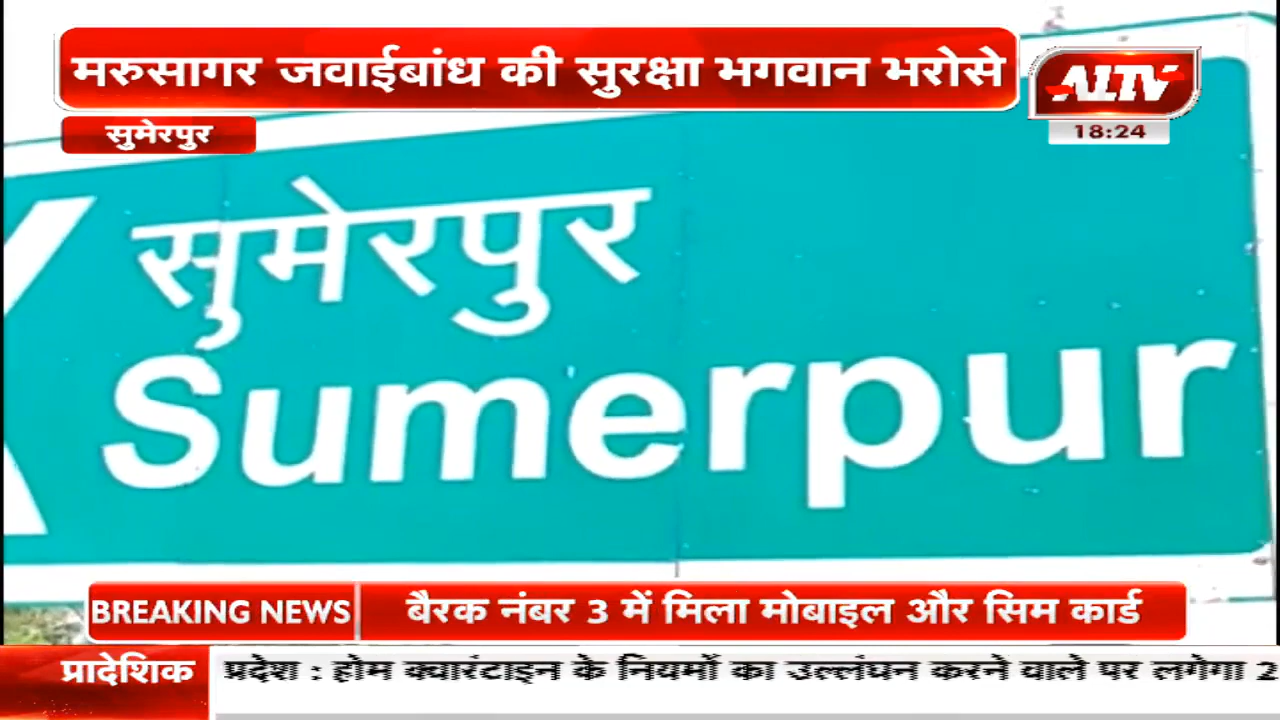 मरुसागर जवाईबांध की सुरक्षा भगवान भरोसे
ALTV
18:24
सुमेरपुर
सुमेरपुर
Sumerpur
BREAKING NEWS
बैरक नंबर 3 में मिला मोबाइल और सिम कार्ड
प्रादेशिक
प्रदेश : होम क्वारंटाइन के नियमों का उल्लंघन करने वाले पर लगेगा 2